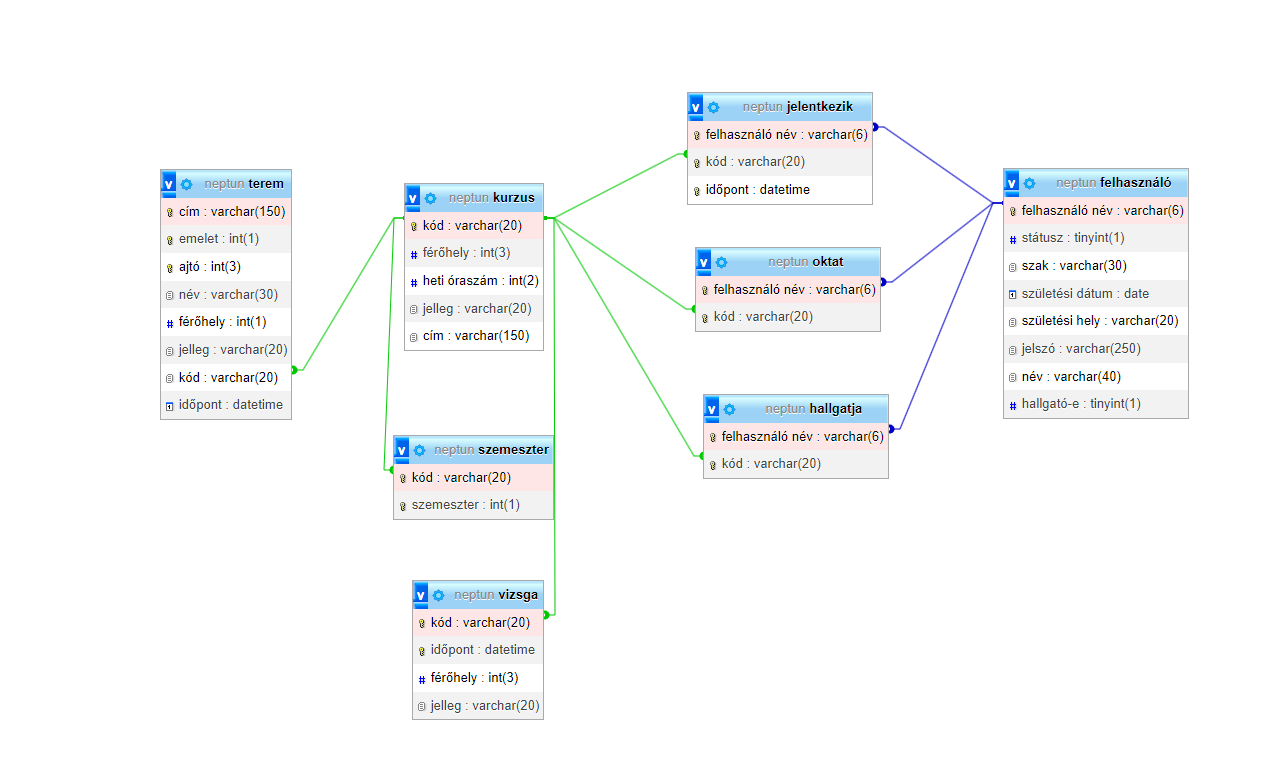 neptun terem
cím : varchar(150)
emelet : int(1)
ajtó : int(3)
név : varchar(30)
férőhely : int(1)
jelleg : varchar(20)
kód : varchar(20)
időpont : datetime
neptun kurzus
kód : varchar(20)
férőhely : int(3)
heti óraszám : int(2)
jelleg : varchar(20)
cím : varchar(150)
neptun szemeszter
kód : varchar(20)
szemeszter : int(1)
neptun vizsga
kód : varchar(20)
időpont : datetime
férőhely : int(3)
jelleg : varchar(20)
neptun jelentkezik
felhasználó név : varchar(6)
kód : varchar(20)
időpont : datetime
neptun oktat
felhasználó név : varchar(6)
kód : varchar(20)
neptun hallgatja
felhasználó név : varchar(6)
kód : varchar(20)
neptun felhasználó
felhasználó név : varchar(6)
státusz : tinyint(1)
szak : varchar(30)
születési dátum : date
születési hely : varchar(20)
jelszó : varchar(250)
név : varchar(40)
hallgató-e : tinyint(1)